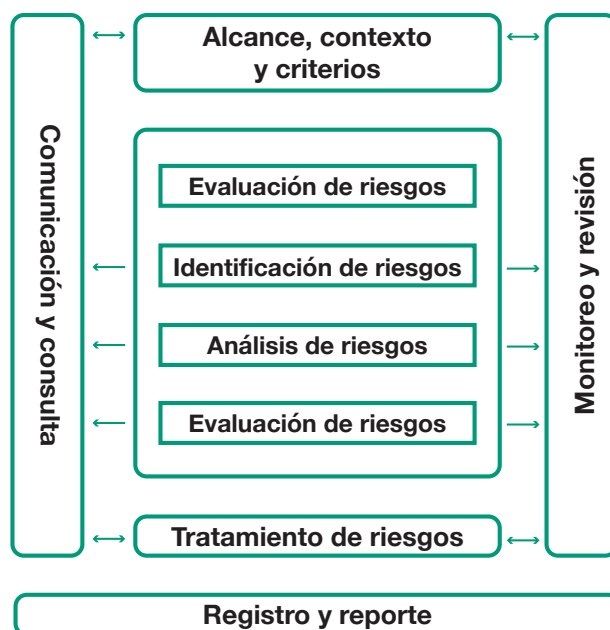 Alcance, contexto
y criterios
Comunicación y consulta
Evaluación de riesgos
Identificación de riesgos
Análisis de riesgos
Evaluación de riesgos
Monitoreo y revisión
Tratamiento de riesgos
Registro y reporte